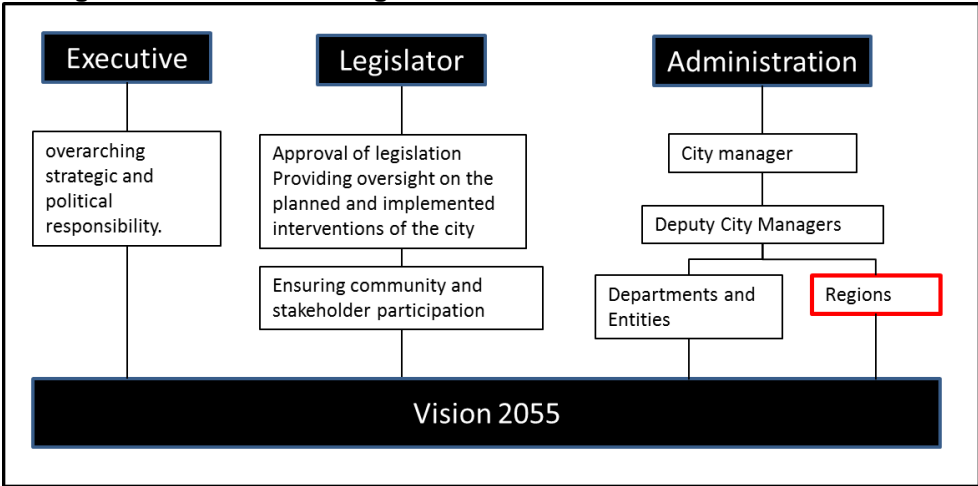 Executive
Legislator
Administration
overarching
strategic and
political
responsibility.
Approval of legislation
Providing oversight on the
planned and implemented
interventions of the city
Ensuring community and
stakeholder participation
City manager
Deputy City Managers
Departments and
Entities
Regions
Vision 2055